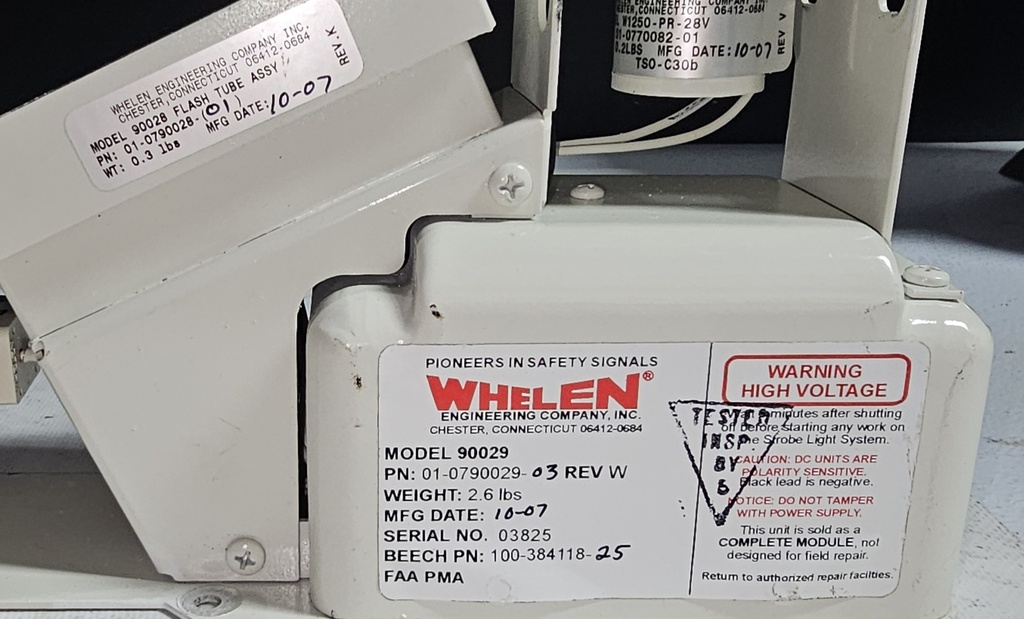 WHELEN ENGINEERING COMPANY INC.
CHESTER, CONNECTICUT 06412-0684
MODEL 90028 FLASH TUBE ASSY
PN: 01-0790028-(01) REV. K
WT: 0.3 lbs MFG DATE: 10-07
WHELEN ENGINEERING COMPANY INC.
CHESTER, CONNECTICUT 06412-0684
W1250-PR-28V
01-0770082-01
.2LBS MFG DATE: 10-07 REV V
TSO-C30b
PIONEERS IN SAFETY SIGNALS
WHELEN®
ENGINEERING COMPANY, INC.
CHESTER, CONNECTICUT 06412-0684
MODEL 90029
PN: 01-0790029-03 REV W
WEIGHT: 2.6 lbs
MFG DATE: 10-07
SERIAL NO. 03825
BEECH PN: 100-384118-25
FAA PMA
WARNING
HIGH VOLTAGE
Wait 5 minutes after shutting
off before starting any work on
the Strobe Light System.
CAUTION: DC UNITS ARE
POLARITY SENSITIVE.
Black lead is negative.
NOTICE: DO NOT TAMPER
WITH POWER SUPPLY.
This unit is sold as a
COMPLETE MODULE, not
designed for field repair.
Return to authorized repair facilities.
TESTED
INSP.
BY